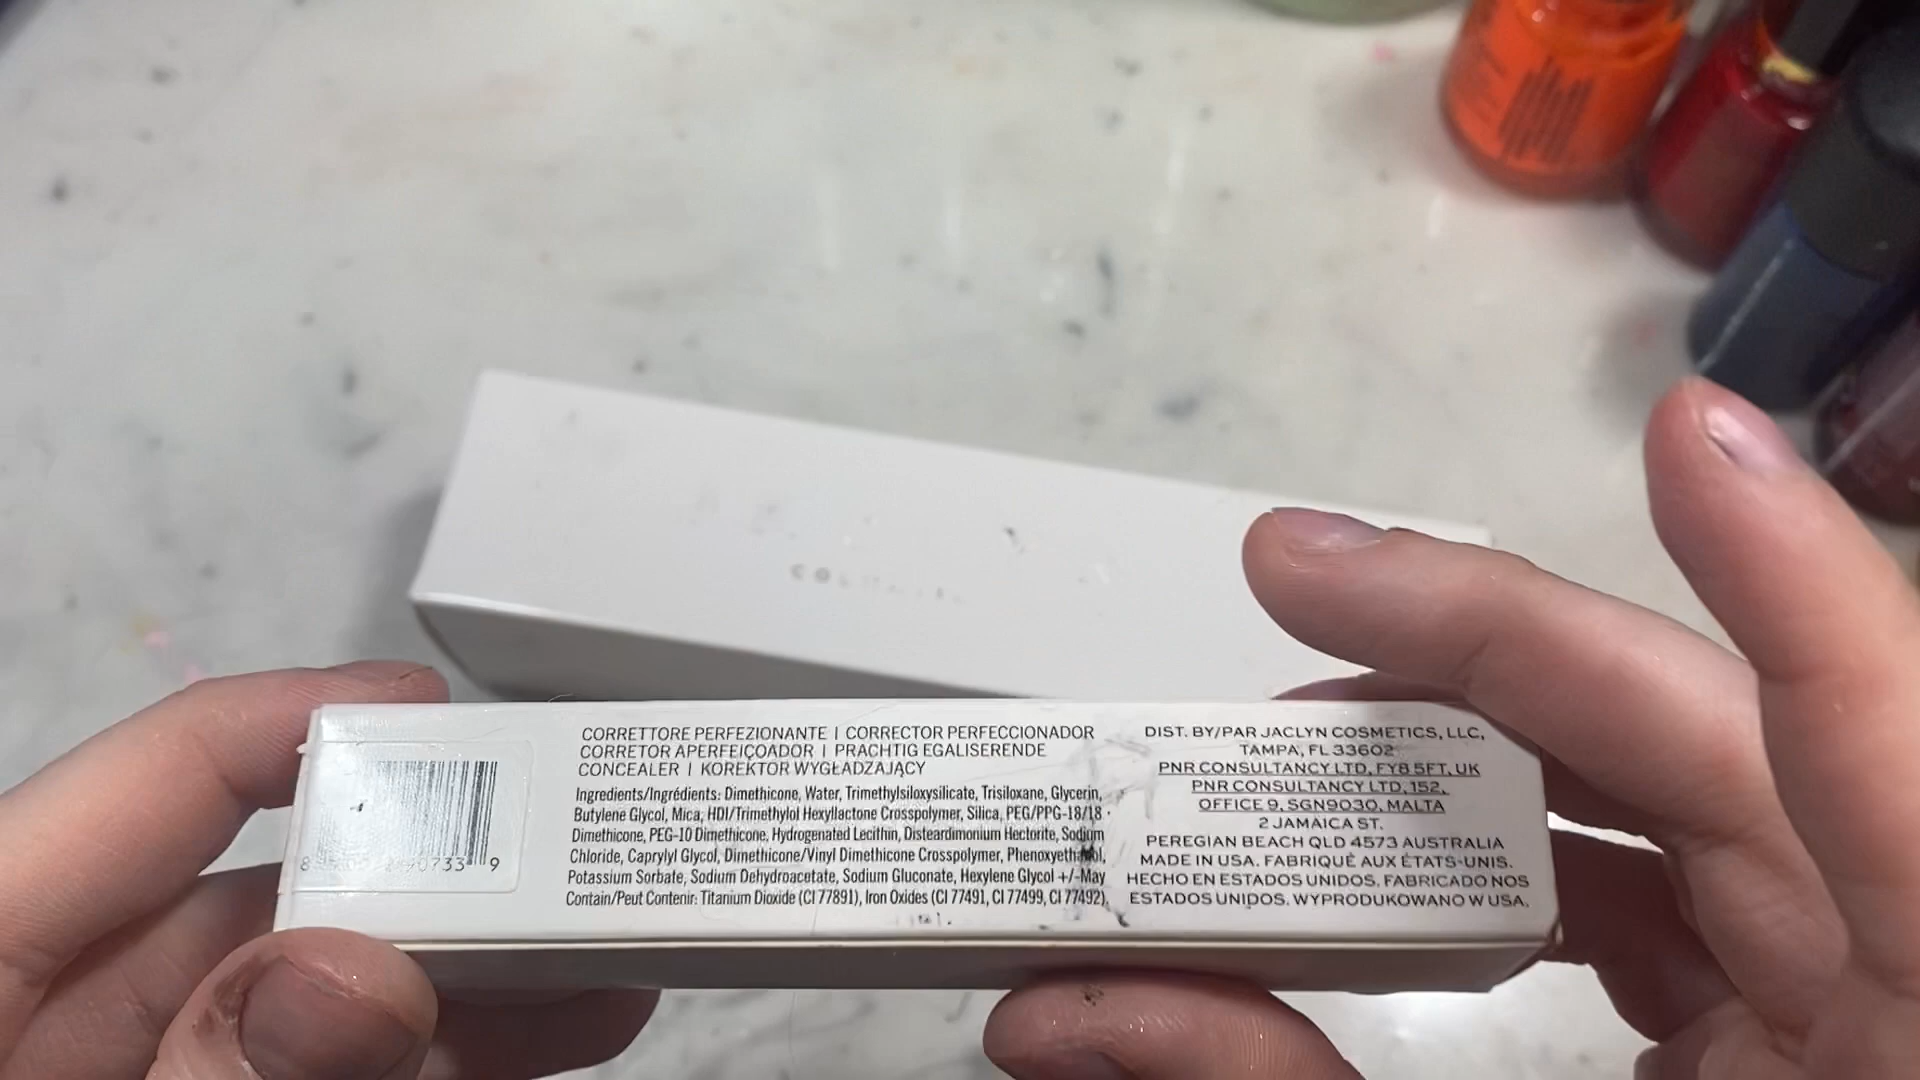 CORRETTORE PERFEZIONANTE | CORRECTOR PERFECCIONADOR
CORRETOR APERFEIÇOADOR | PRACHTIG EGALISERENDE
CONCEALER | KOREKTOR WYGŁADZAJĄCY
Ingredients/Ingrédients: Dimethicone, Water, Trimethylsiloxysilicate, Trisiloxane, Glycerin,
Butylene Glycol, Mica, HDI/Trimethylol Hexyllactone Crosspolymer, Silica, PEG/PPG-18/18
Dimethicone, PEG-10 Dimethicone, Hydrogenated Lecithin, Disteardimonium Hectorite, Sodium
Chloride, Caprylyl Glycol, Dimethicone/Vinyl Dimethicone Crosspolymer, Phenoxyethanol,
Potassium Sorbate, Sodium Dehydroacetate, Sodium Gluconate, Hexylene Glycol +/-May
Contain/Peut Contenir: Titanium Dioxide (CI 77891), Iron Oxides (CI 77491, CI 77499, CI 77492).
DIST. BY/PAR JACLYN COSMETICS, LLC,
TAMPA, FL 33602
PNR CONSULTANCY LTD, FY8 5FT, UK
PNR CONSULTANCY LTD, 152,
OFFICE 9, SGN9030, MALTA
2 JAMAICA ST.
PEREGIAN BEACH QLD 4573 AUSTRALIA
MADE IN USA. FABRIQUÉ AUX ÉTATS-UNIS.
HECHO EN ESTADOS UNIDOS. FABRICADO NOS
ESTADOS UNIDOS. WYPRODUKOWANO W USA.